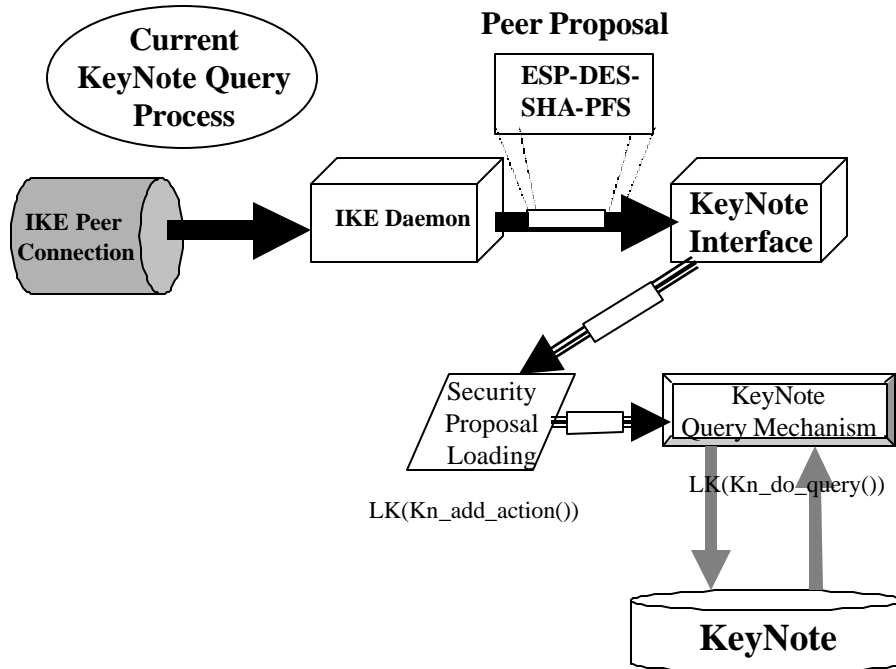 Current
KeyNote Query
Process
Peer Proposal
ESP-DES-
SHA-PFS
IKE Peer
Connection
IKE Daemon
KeyNote
Interface
Security
Proposal
Loading
KeyNote
Query Mechanism
LK(Kn_add_action())
LK(Kn_do_query())
KeyNote